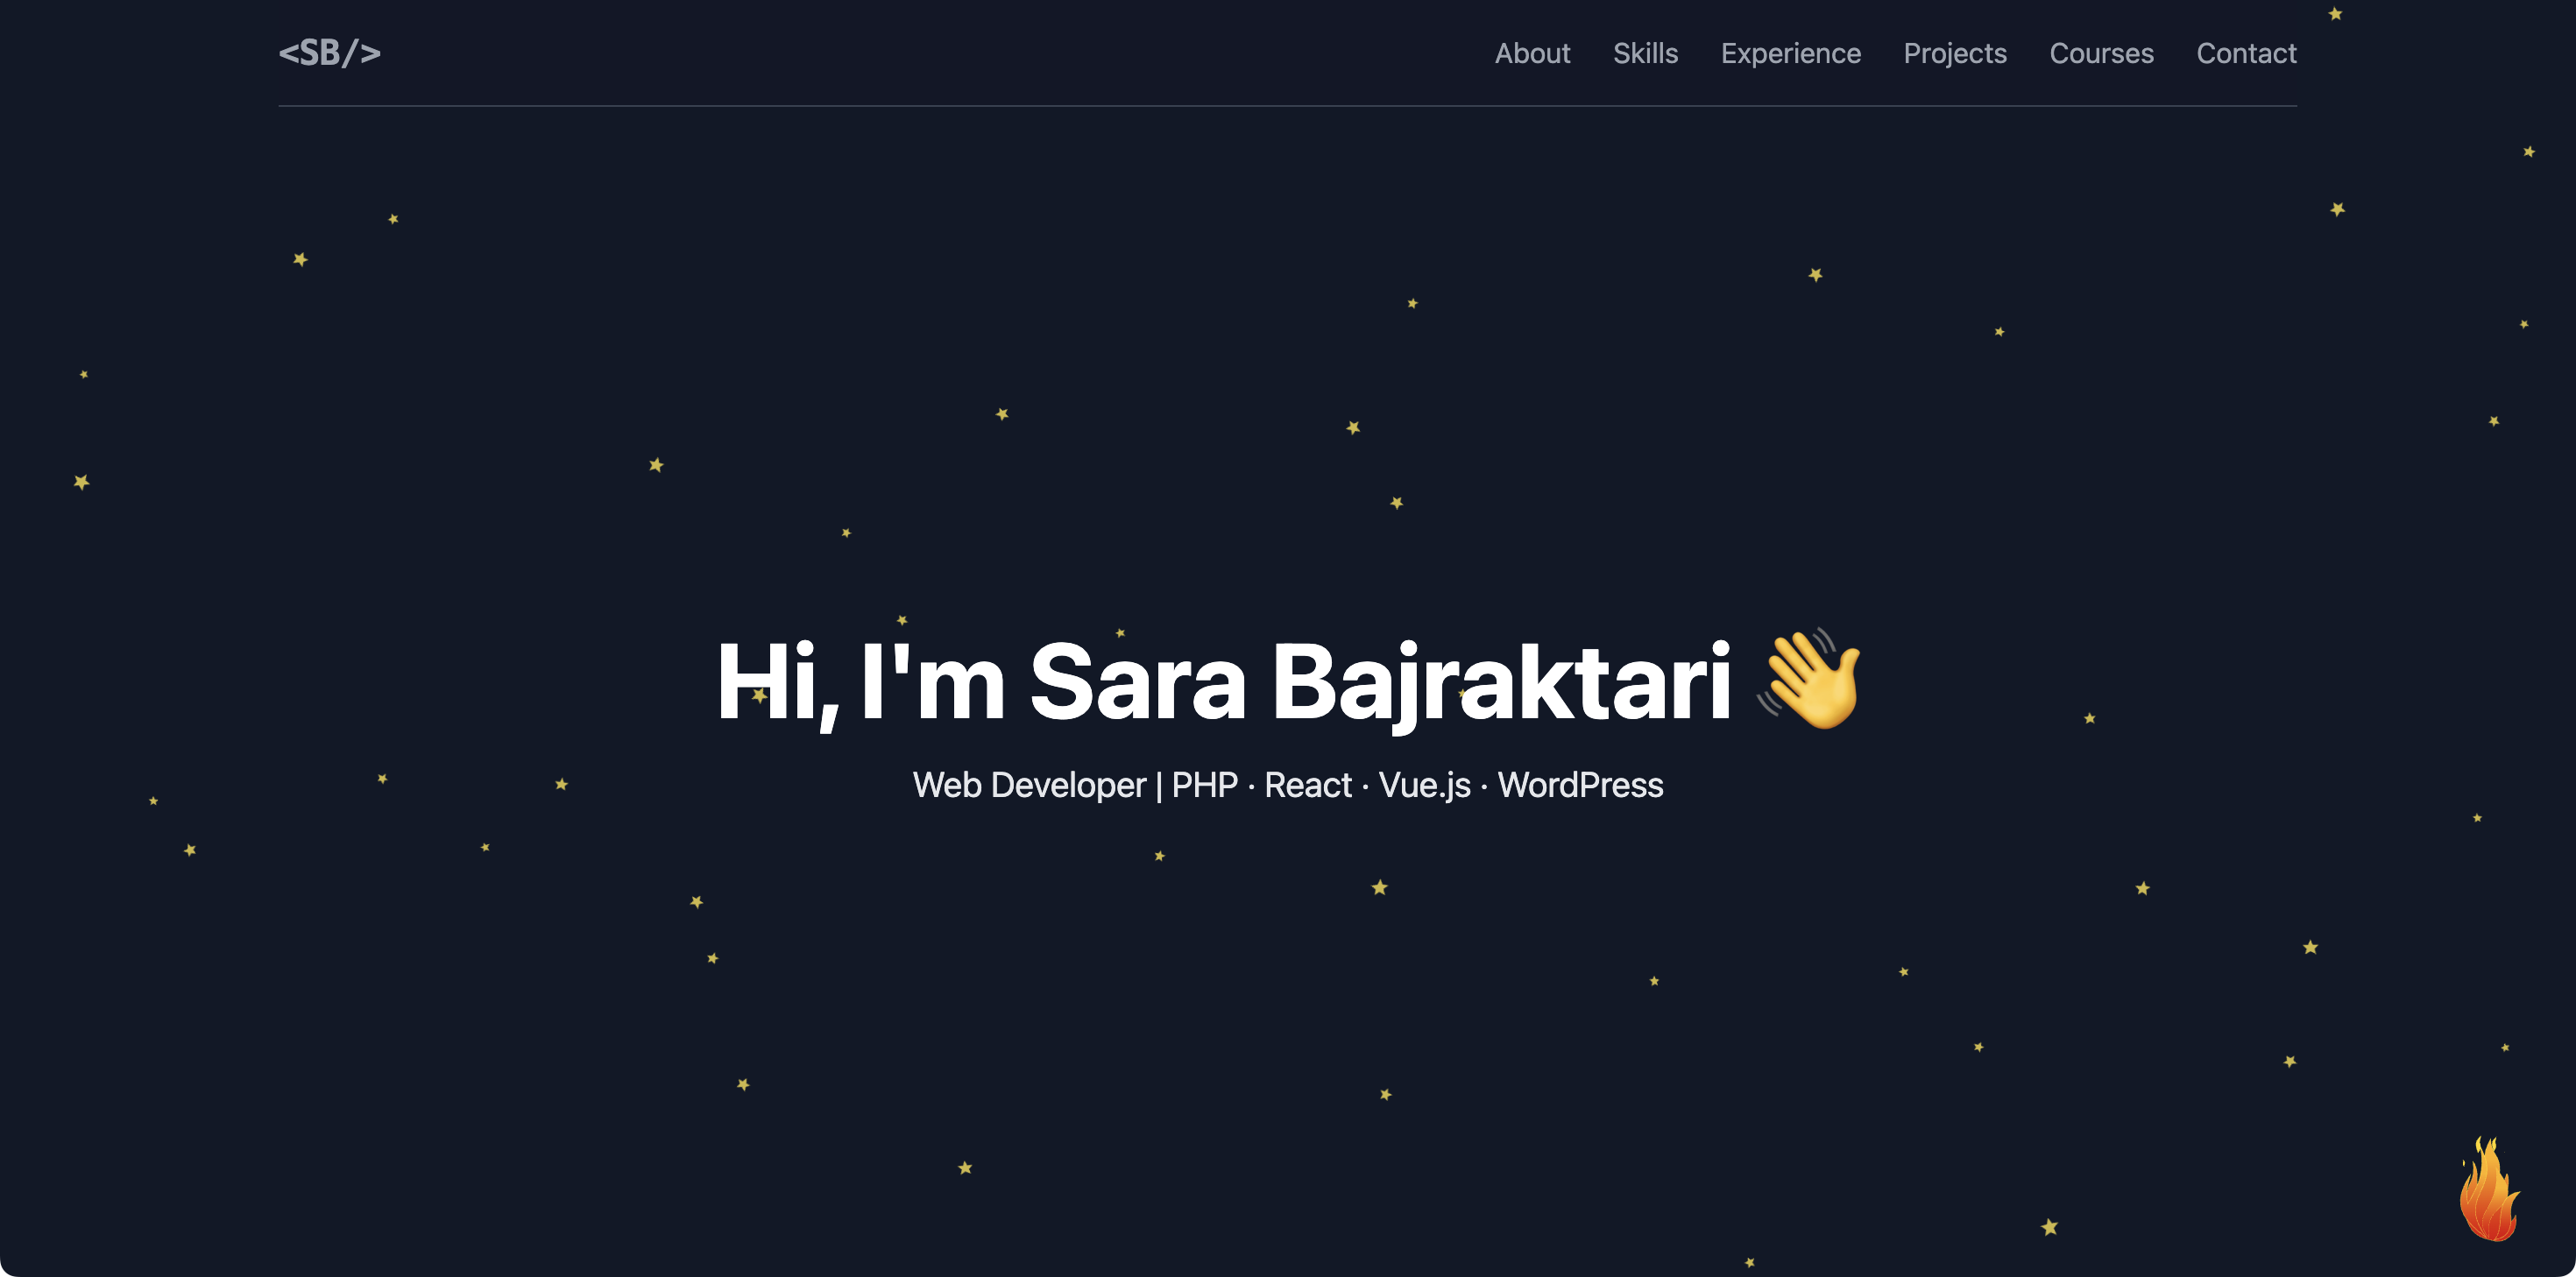 <SB/>
About Skills Experience Projects Courses Contact
Hi, I'm Sara Bajraktari 👋
Web Developer | PHP · React · Vue.js · WordPress